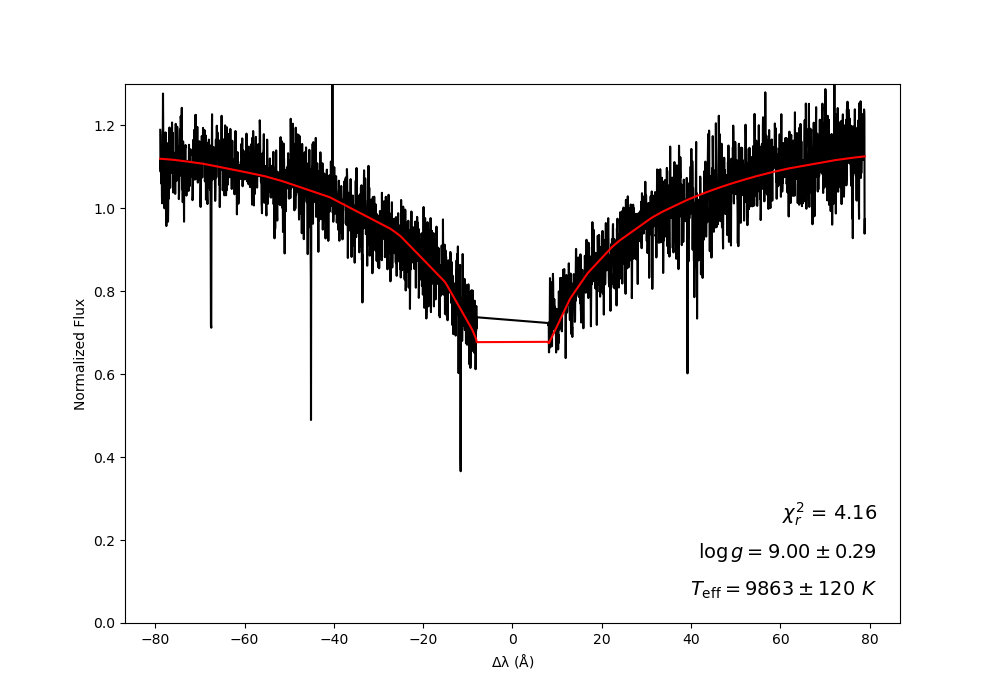 1.2
1.0
0.8
0.6
0.4
0.2
0.0
Normalized Flux
χ²ᵣ = 4.16
log g = 9.00 ± 0.29
T_eff = 9863 ± 120 K
−80 −60 −40 −20 0 20 40 60 80
Δλ (Å)